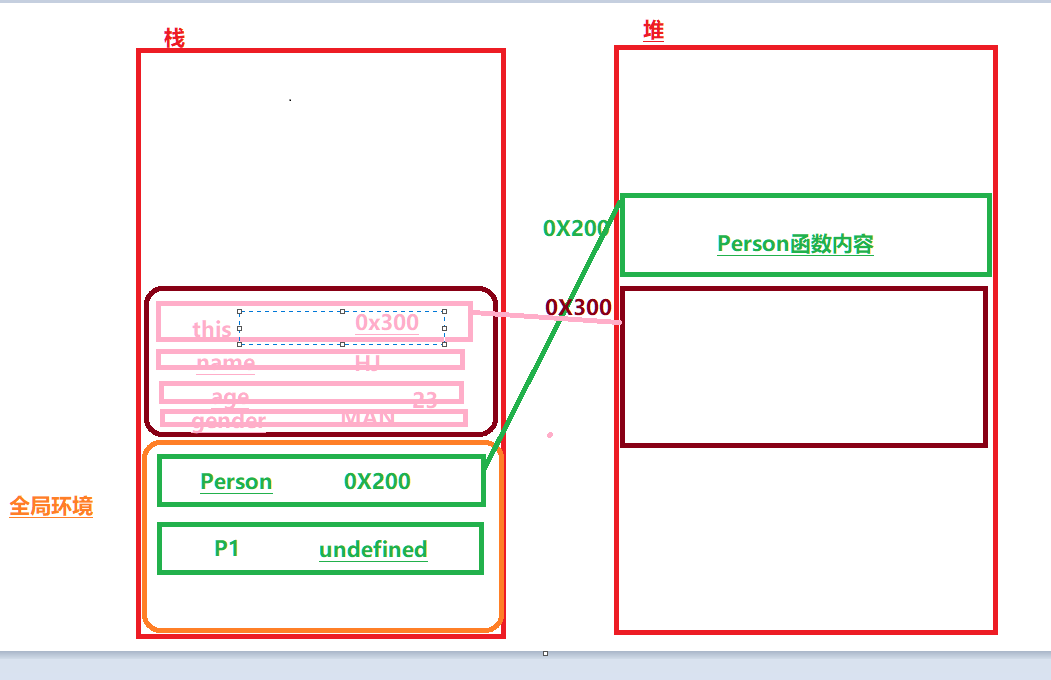 栈
堆
0X200
Person函数内容
this 0x300
0X300
name HJ
age 23
gender MAN
Person 0X200
全局环境
P1 undefined